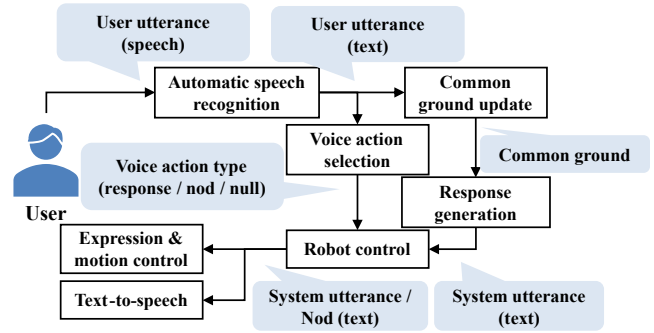 User utterance
(speech)
User utterance
(text)
Automatic speech
recognition
Common
ground update
Voice action
selection
Common ground
Voice action type
(response / nod / null)
User
Response
generation
Expression &
motion control
Robot control
Text-to-speech
System utterance /
Nod (text)
System utterance
(text)